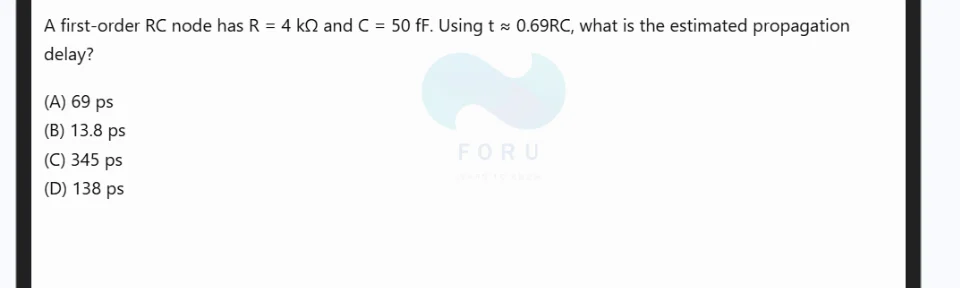 A first-order RC node has R = 4 kΩ and C = 50 fF. Using t ≈ 0.69RC, what is the estimated propagation
delay?
(A) 69 ps
(B) 13.8 ps
(C) 345 ps
(D) 138 ps
FORU